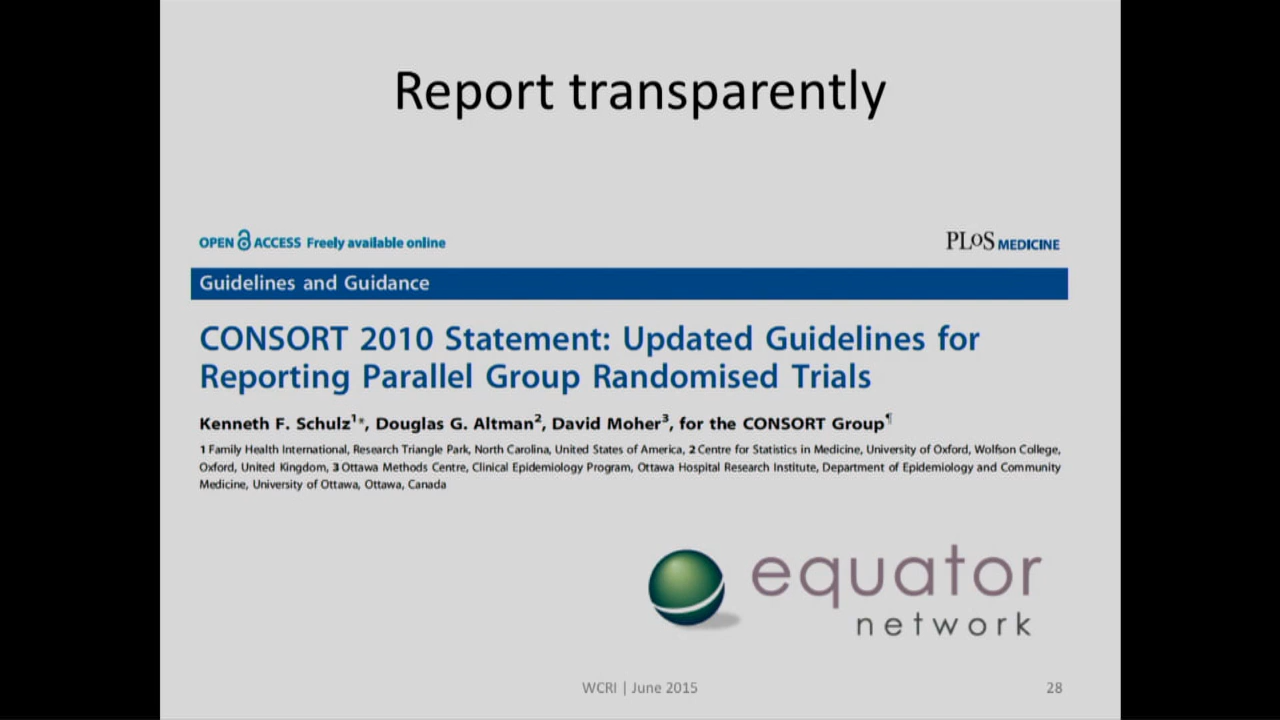 Report transparently
OPEN ACCESS Freely available online
PLoS MEDICINE
Guidelines and Guidance
CONSORT 2010 Statement: Updated Guidelines for
Reporting Parallel Group Randomised Trials
Kenneth F. Schulz1*, Douglas G. Altman2, David Moher3, for the CONSORT Group¶
1 Family Health International, Research Triangle Park, North Carolina, United States of America, 2 Centre for Statistics in Medicine, University of Oxford, Wolfson College,
Oxford, United Kingdom, 3 Ottawa Methods Centre, Clinical Epidemiology Program, Ottawa Hospital Research Institute, Department of Epidemiology and Community
Medicine, University of Ottawa, Ottawa, Canada
equator
network
WCRI | June 2015
28